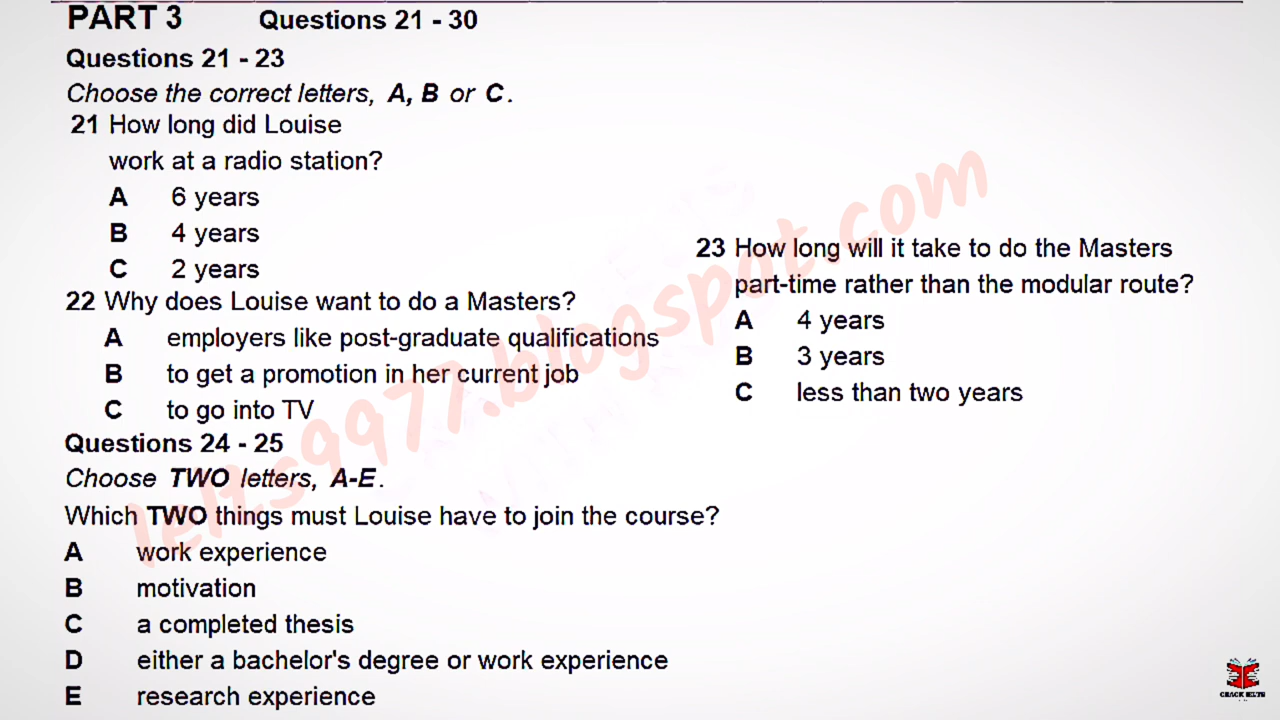 PART 3 Questions 21 - 30
Questions 21 - 23
Choose the correct letters, A, B or C.
21 How long did Louise
work at a radio station?
A 6 years
B 4 years
C 2 years
22 Why does Louise want to do a Masters?
A employers like post-graduate qualifications
B to get a promotion in her current job
C to go into TV
23 How long will it take to do the Masters
part-time rather than the modular route?
A 4 years
B 3 years
C less than two years
Questions 24 - 25
Choose TWO letters, A-E.
Which TWO things must Louise have to join the course?
A work experience
B motivation
C a completed thesis
D either a bachelor's degree or work experience
E research experience
Ielts9977.blogspot.com
CRACK IELTS